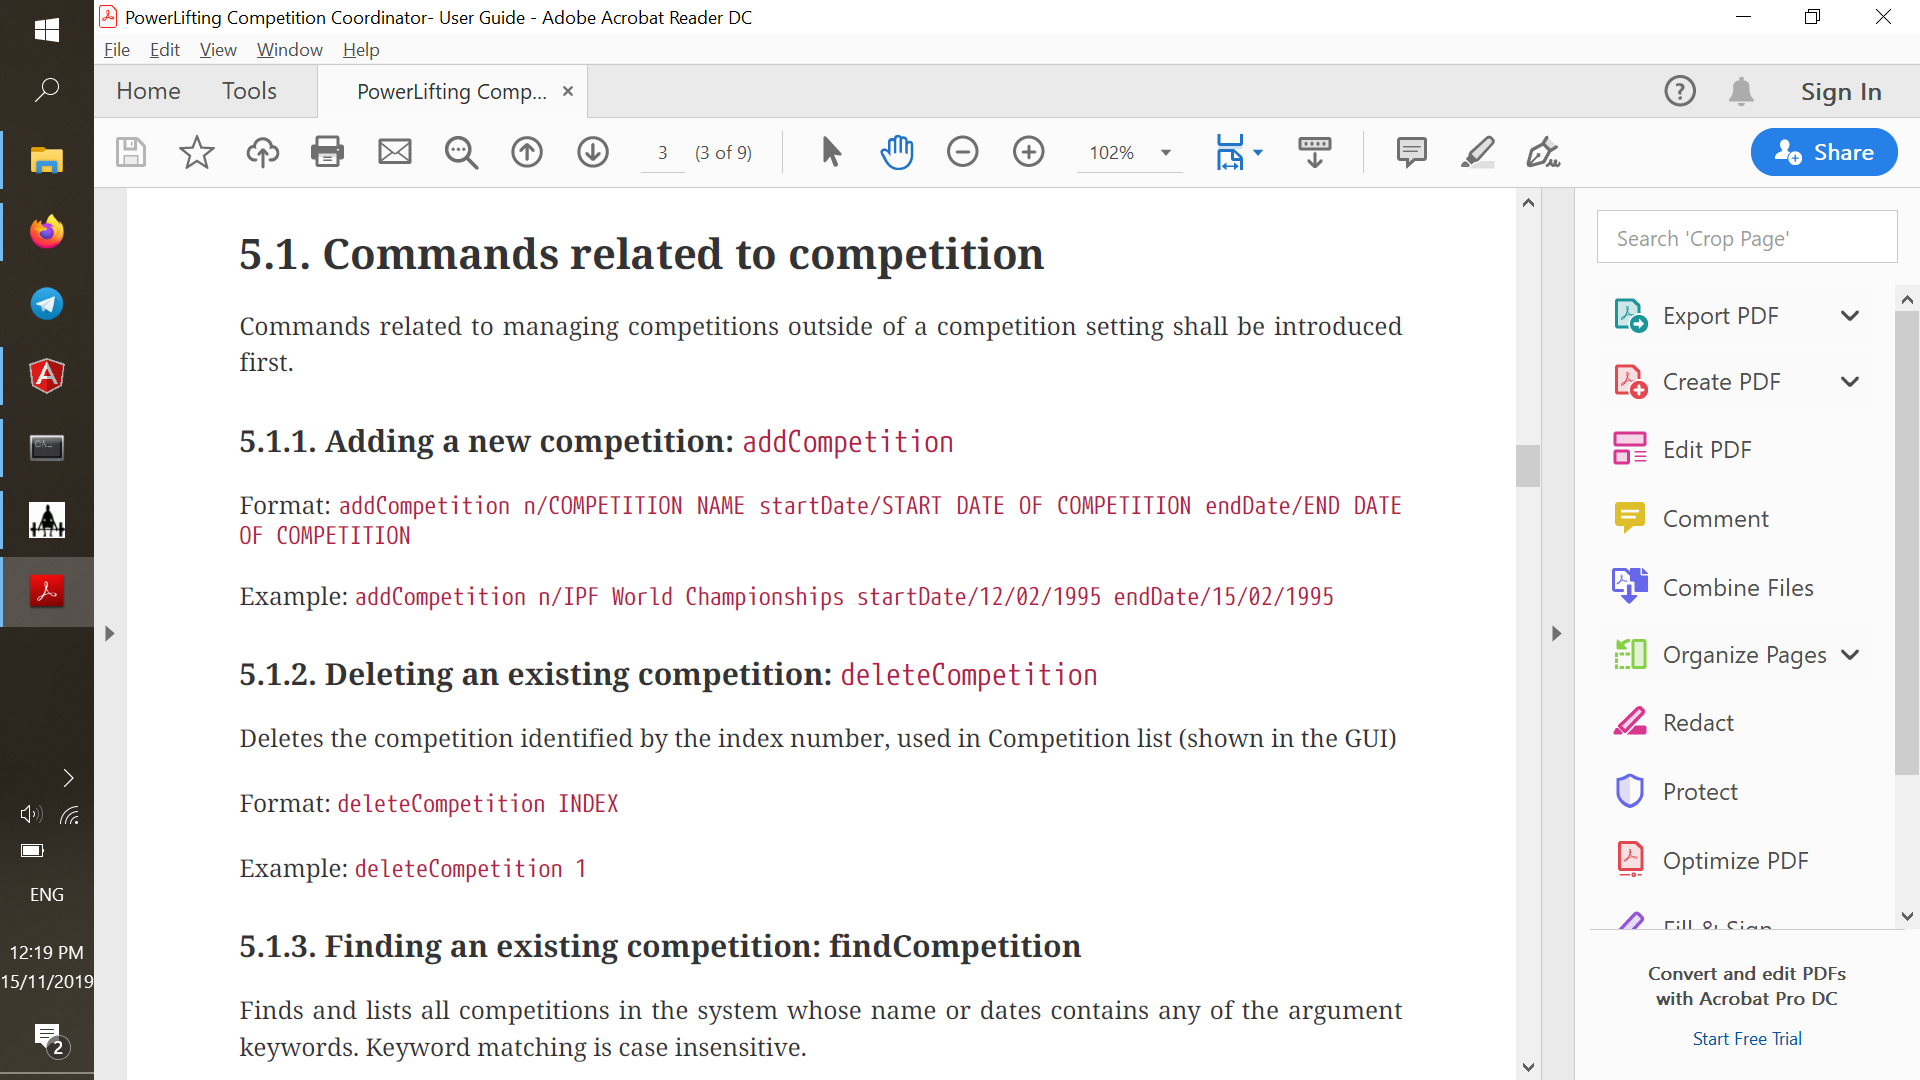 PowerLifting Competition Coordinator- User Guide - Adobe Acrobat Reader DC
File Edit View Window Help
Home Tools PowerLifting Comp... × Sign In
3 (3 of 9) 102% Share
5.1. Commands related to competition
Commands related to managing competitions outside of a competition setting shall be introduced
first.
5.1.1. Adding a new competition: addCompetition
Format: addCompetition n/COMPETITION NAME startDate/START DATE OF COMPETITION endDate/END DATE
OF COMPETITION
Example: addCompetition n/IPF World Championships startDate/12/02/1995 endDate/15/02/1995
5.1.2. Deleting an existing competition: deleteCompetition
Deletes the competition identified by the index number, used in Competition list (shown in the GUI)
Format: deleteCompetition INDEX
Example: deleteCompetition 1
5.1.3. Finding an existing competition: findCompetition
Finds and lists all competitions in the system whose name or dates contains any of the argument
keywords. Keyword matching is case insensitive.
Search 'Crop Page'
Export PDF
Create PDF
Edit PDF
Comment
Combine Files
Organize Pages
Redact
Protect
Optimize PDF
Fill & Sign
Convert and edit PDFs
with Acrobat Pro DC
Start Free Trial
ENG
12:19 PM
15/11/2019
2